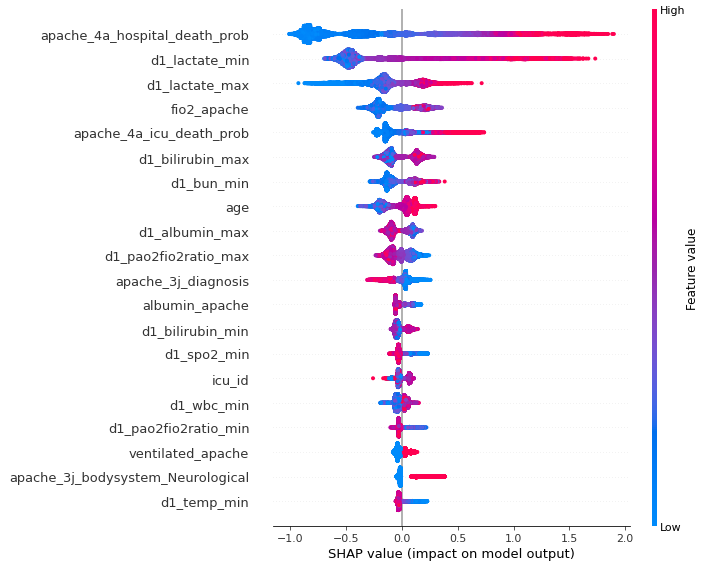 High
apache_4a_hospital_death_prob
d1_lactate_min
d1_lactate_max
fio2_apache
apache_4a_icu_death_prob
d1_bilirubin_max
d1_bun_min
age
d1_albumin_max
d1_pao2fio2ratio_max
apache_3j_diagnosis
albumin_apache
d1_bilirubin_min
d1_spo2_min
icu_id
d1_wbc_min
d1_pao2fio2ratio_min
ventilated_apache
apache_3j_bodysystem_Neurological
d1_temp_min
Feature value
Low
−1.0 −0.5 0.0 0.5 1.0 1.5 2.0
SHAP value (impact on model output)